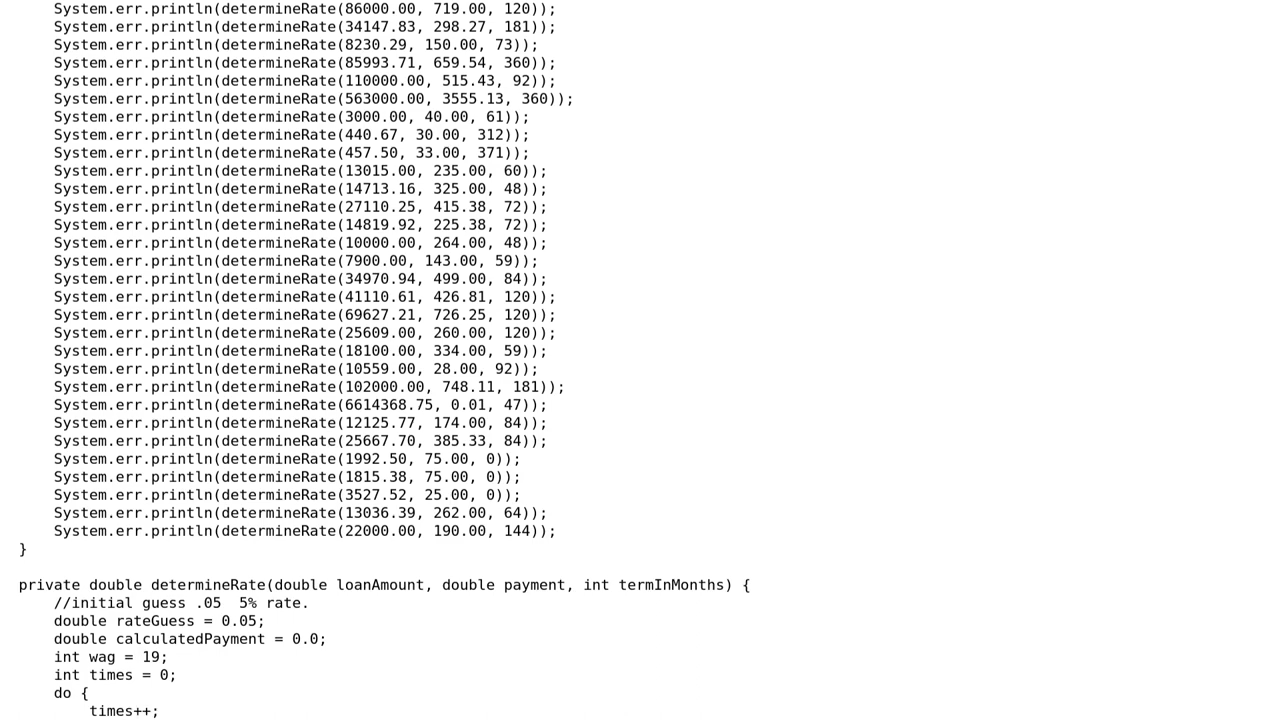 System.err.println(determineRate(86000.00, 719.00, 120));
System.err.println(determineRate(34147.83, 298.27, 181));
System.err.println(determineRate(8230.29, 150.00, 73));
System.err.println(determineRate(85993.71, 659.54, 360));
System.err.println(determineRate(110000.00, 515.43, 92));
System.err.println(determineRate(563000.00, 3555.13, 360));
System.err.println(determineRate(3000.00, 40.00, 61));
System.err.println(determineRate(440.67, 30.00, 312));
System.err.println(determineRate(457.50, 33.00, 371));
System.err.println(determineRate(13015.00, 235.00, 60));
System.err.println(determineRate(14713.16, 325.00, 48));
System.err.println(determineRate(27110.25, 415.38, 72));
System.err.println(determineRate(14819.92, 225.38, 72));
System.err.println(determineRate(10000.00, 264.00, 48));
System.err.println(determineRate(7900.00, 143.00, 59));
System.err.println(determineRate(34970.94, 499.00, 84));
System.err.println(determineRate(41110.61, 426.81, 120));
System.err.println(determineRate(69627.21, 726.25, 120));
System.err.println(determineRate(25609.00, 260.00, 120));
System.err.println(determineRate(18100.00, 334.00, 59));
System.err.println(determineRate(10559.00, 28.00, 92));
System.err.println(determineRate(102000.00, 748.11, 181));
System.err.println(determineRate(6614368.75, 0.01, 47));
System.err.println(determineRate(12125.77, 174.00, 84));
System.err.println(determineRate(25667.70, 385.33, 84));
System.err.println(determineRate(1992.50, 75.00, 0));
System.err.println(determineRate(1815.38, 75.00, 0));
System.err.println(determineRate(3527.52, 25.00, 0));
System.err.println(determineRate(13036.39, 262.00, 64));
System.err.println(determineRate(22000.00, 190.00, 144));
}
private double determineRate(double loanAmount, double payment, int termInMonths) {
//initial guess .05  5% rate.
double rateGuess = 0.05;
double calculatedPayment = 0.0;
int wag = 19;
int times = 0;
do {
times++;